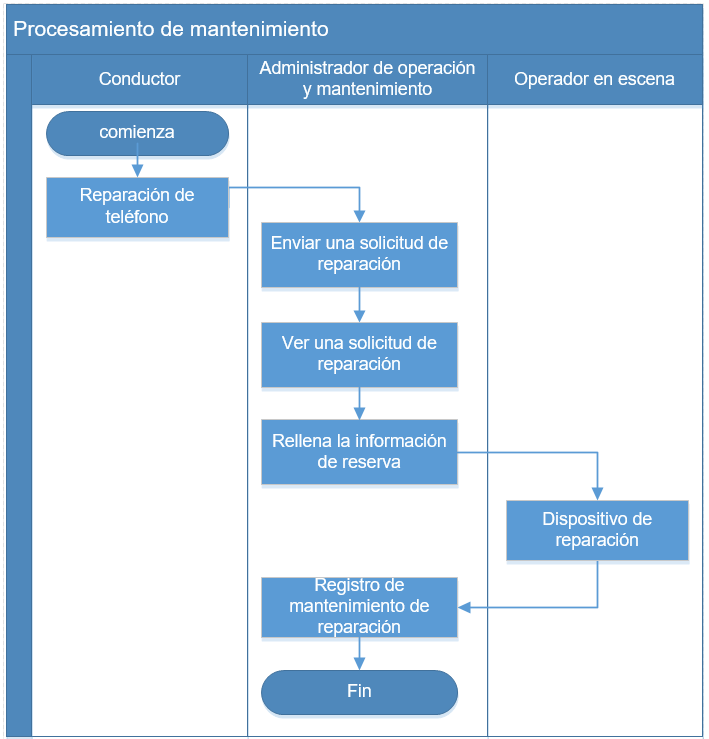 Procesamiento de mantenimiento
Conductor
Administrador de operación
y mantenimiento
Operador en escena
comienza
Reparación de
teléfono
Enviar una solicitud de
reparación
Ver una solicitud de
reparación
Rellena la información
de reserva
Dispositivo de
reparación
Registro de
mantenimiento de
reparación
Fin